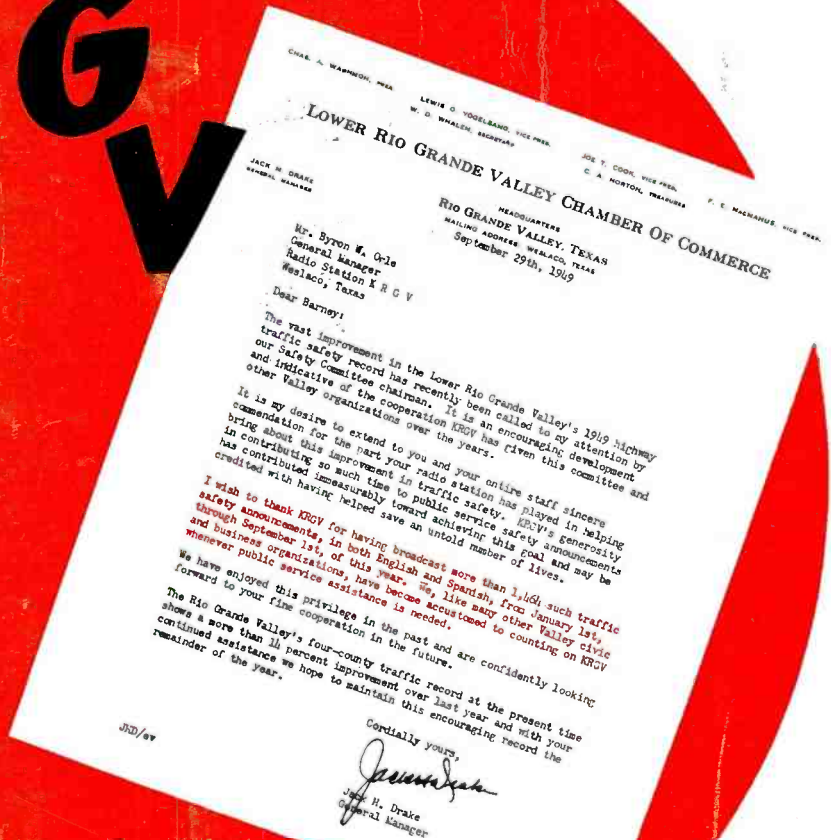 G
V
CHAS. A. WASHMON, PRES.
LEWIS O. VOGELSANG, VICE PRES.
W. D. WHALEN, SECRETARY
JOE T. COOK, VICE PRES.
C. A. NORTON, TREASURER
F. E. McMANUS, VICE PRES.
LOWER RIO GRANDE VALLEY CHAMBER OF COMMERCE
JACK H. DRAKE
GENERAL MANAGER
HEADQUARTERS
RIO GRANDE VALLEY, TEXAS
MAILING ADDRESS, WESLACO, TEXAS
September 29th, 1949
Mr. Byron W. Orle
General Manager
Radio Station K R G V
Weslaco, Texas
Dear Barney:
The vast improvement in the Lower Rio Grande Valley's 1949 highway
traffic safety record has recently been called to my attention by
our Safety Committee chairman. It is an encouraging development
and indicative of the cooperation KRGV has given this committee and
other Valley organizations over the years.
It is my desire to extend to you and your entire staff sincere
commendation for the part your radio station has played in helping
bring about this improvement in traffic safety. KRGV's generosity
in contributing so much time to public service safety announcements
has contributed immeasurably toward achieving this goal and may be
credited with having helped save an untold number of lives.
I wish to thank KRGV for having broadcast more than 1,464 such traffic
safety announcements, in both English and Spanish, from January 1st,
through September 1st, of this year. We, like many other Valley civic
and business organizations, have become accustomed to counting on KRGV
whenever public service assistance is needed.
We have enjoyed this privilege in the past and are confidently looking
forward to your fine cooperation in the future.
The Rio Grande Valley's four-county traffic record at the present time
shows a more than 14 percent improvement over last year and with your
continued assistance we hope to maintain this encouraging record the
remainder of the year.
Cordially yours,
Jack H. Drake
Jack H. Drake
General Manager
JHD/ev